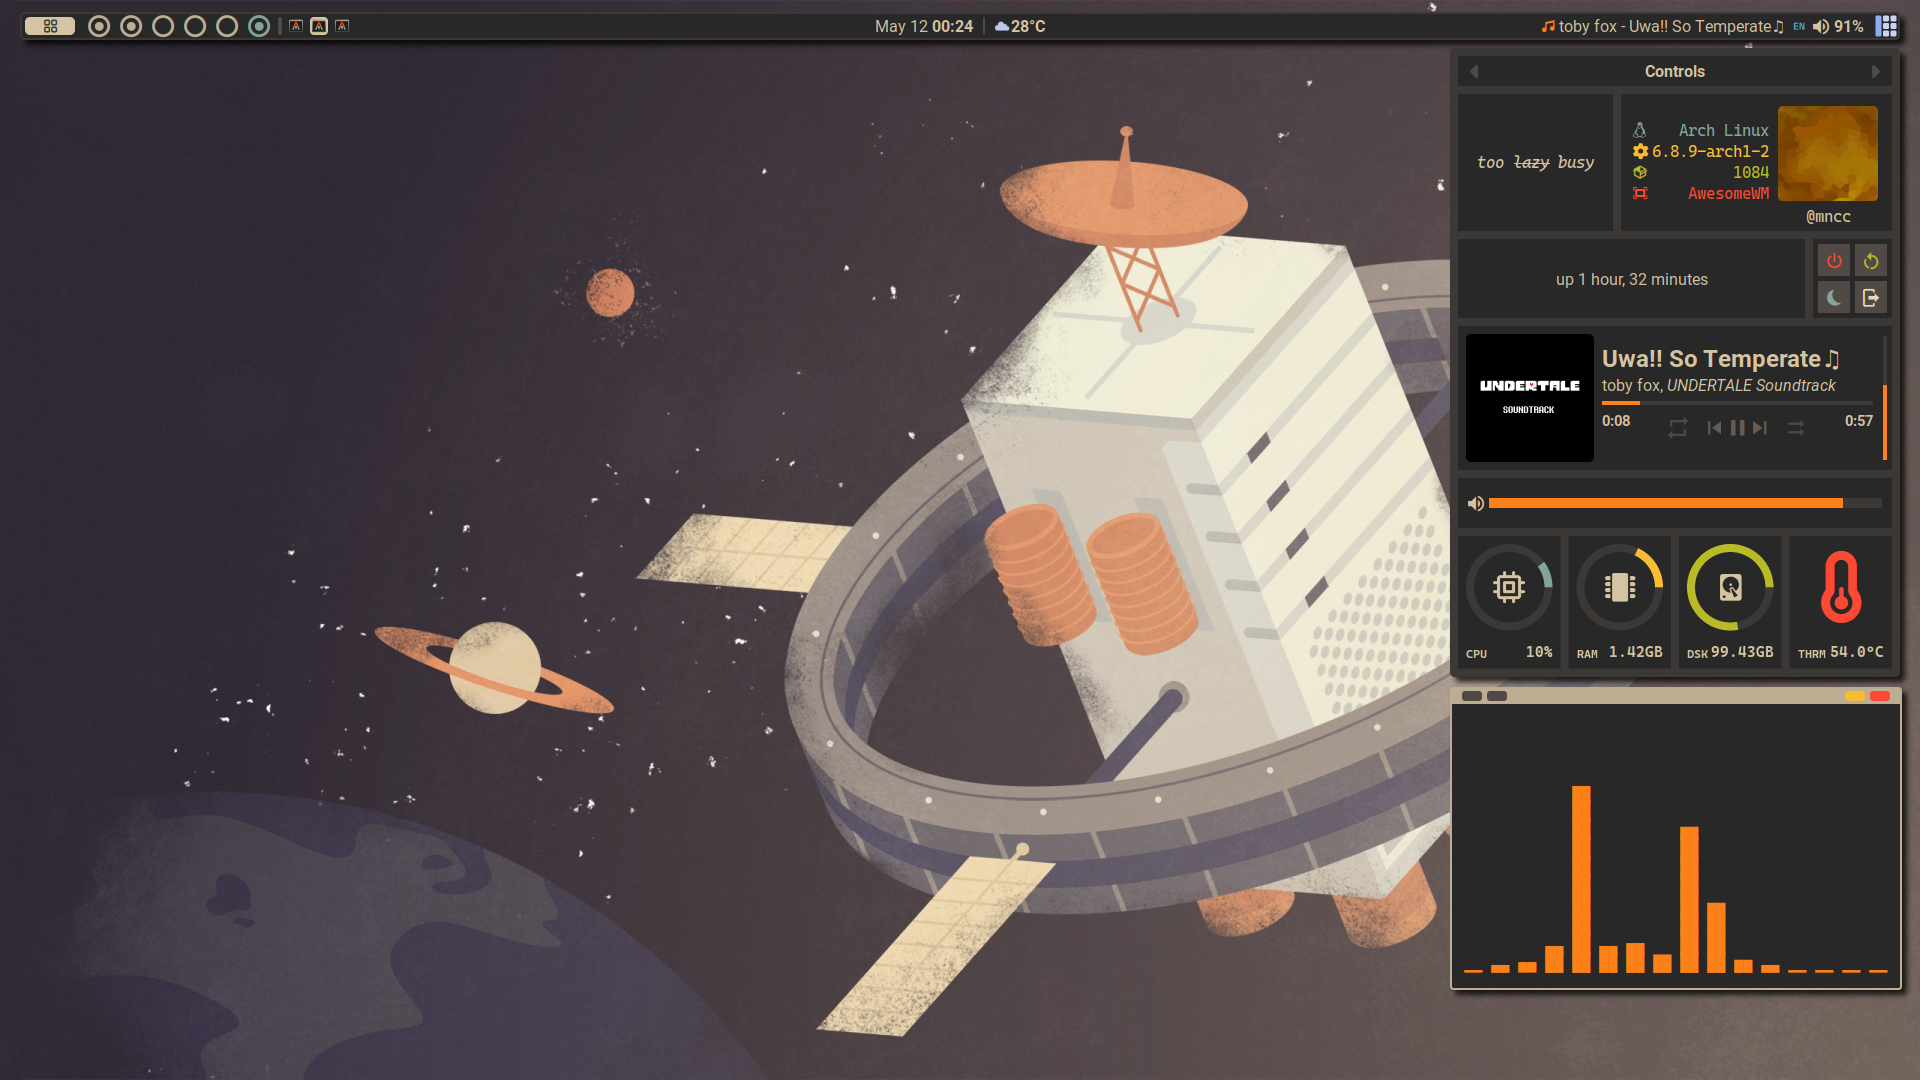 May 12 00:24
28°C
toby fox - Uwa!! So Temperate♫
EN
91%
Controls
too lazy busy
Arch Linux
6.8.9-arch1-2
1084
AwesomeWM
@mncc
up 1 hour, 32 minutes
UNDERTALE
SOUNDTRACK
Uwa!! So Temperate♫
toby fox, UNDERTALE Soundtrack
0:08
0:57
CPU 10%
RAM 1.42GB
DSK 99.43GB
THRM 54.0°C